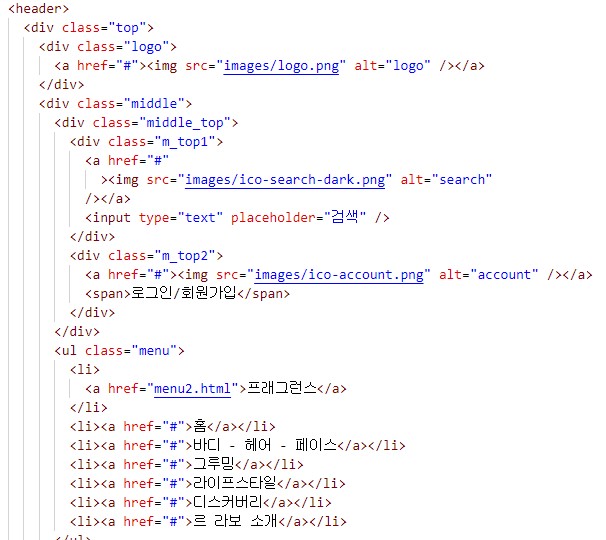 <header>
<div class="top">
<div class="logo">
<a href="#"><img src="images/logo.png" alt="logo" /></a>
</div>
<div class="middle">
<div class="middle_top">
<div class="m_top1">
<a href="#"
><img src="images/ico-search-dark.png" alt="search"
/></a>
<input type="text" placeholder="검색" />
</div>
<div class="m_top2">
<a href="#"><img src="images/ico-account.png" alt="account" /></a>
<span>로그인/회원가입</span>
</div>
</div>
<ul class="menu">
<li>
<a href="menu2.html">프래그런스</a>
</li>
<li><a href="#">홈</a></li>
<li><a href="#">바디 - 헤어 - 페이스</a></li>
<li><a href="#">그루밍</a></li>
<li><a href="#">라이프스타일</a></li>
<li><a href="#">디스커버리</a></li>
<li><a href="#">르 라보 소개</a></li>
</ul>